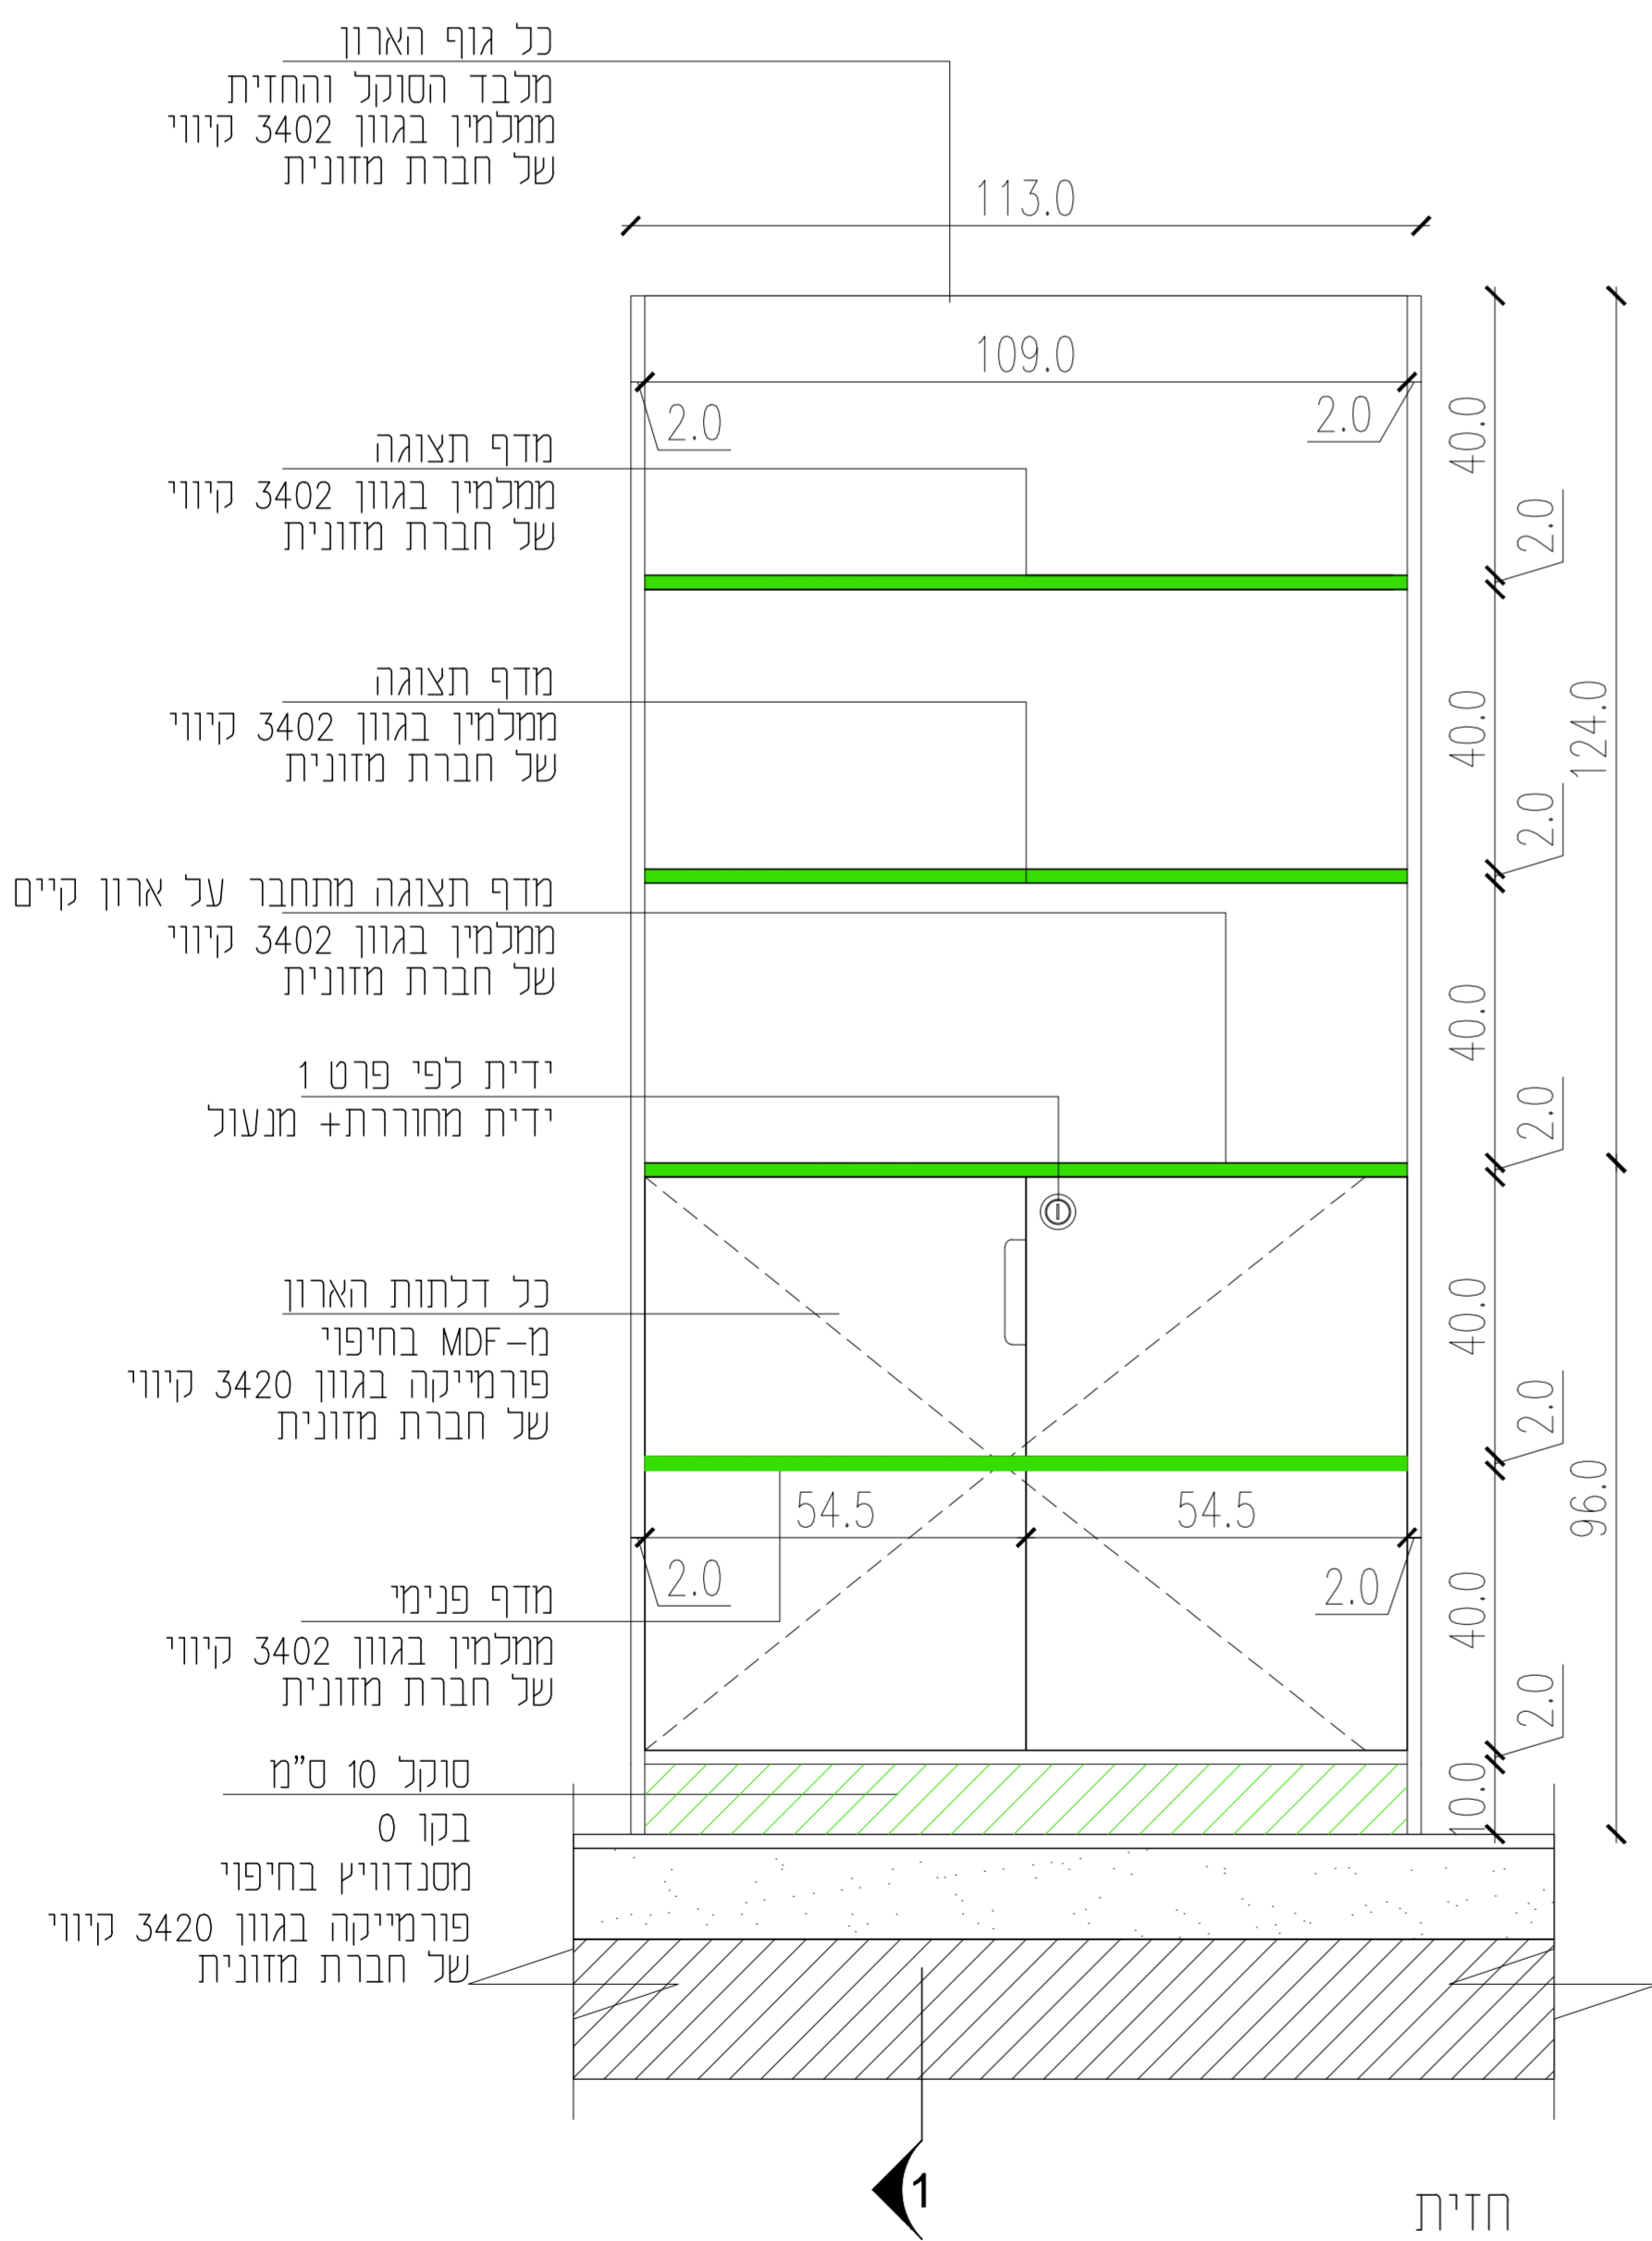 כל גוף הארון
מלבד הסוקל והחזית
ממלמין בגוון 3402 קיווי
של חברת מזונית
113.0
109.0
2.0
2.0
40.0
2.0
מדף תצוגה
ממלמין בגוון 3402 קיווי
של חברת מזונית
מדף תצוגה
ממלמין בגוון 3402 קיווי
של חברת מזונית
40.0
124.0
2.0
מדף תצוגה מתחבר על ארון קיים
ממלמין בגוון 3402 קיווי
של חברת מזונית
40.0
2.0
ידית לפי פרט 1
ידית מחוררת+ מנעול
כל דלתות הארון
מ-MDF בחיפוי
פורמייקה בגוון 3420 קיווי
של חברת מזונית
40.0
2.0
96.0
54.5
54.5
2.0
2.0
מדף פנימי
ממלמין בגוון 3402 קיווי
של חברת מזונית
40.0
2.0
סוקל 10 ס"מ
בקו 0
מסנדוויץ בחיפוי
פורמייקה בגוון 3420 קיווי
של חברת מזונית
10.0
1
חזית